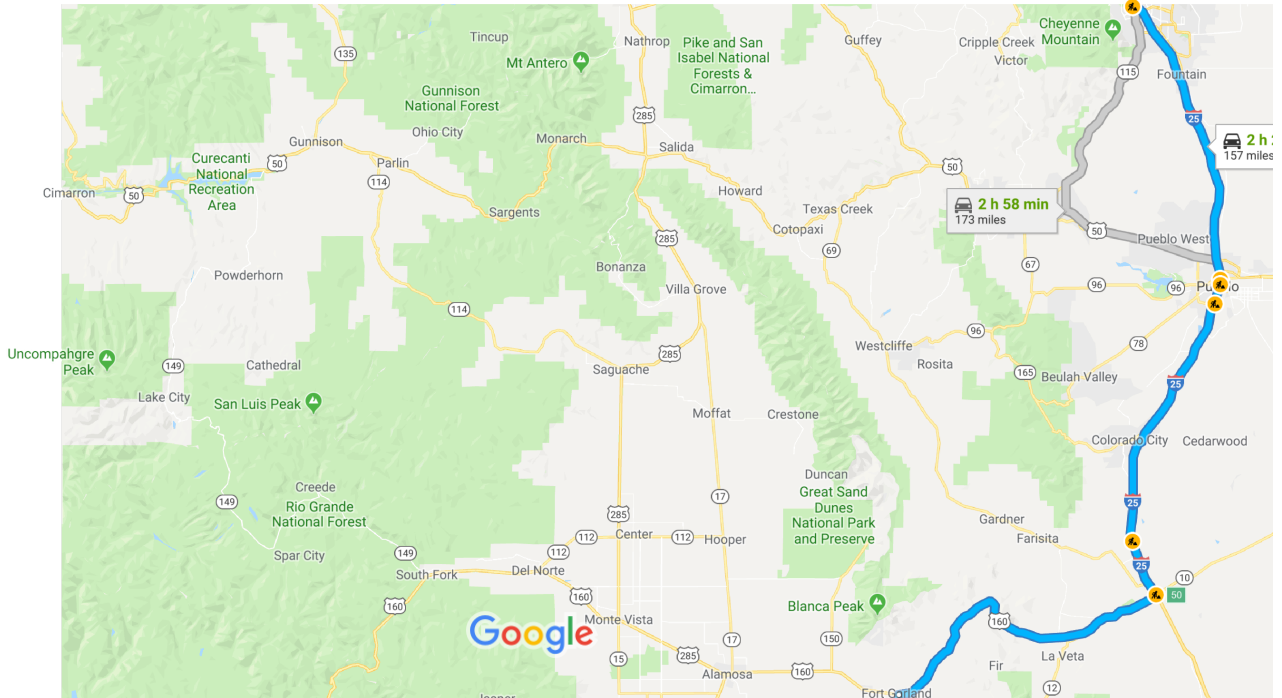 Cheyenne
Mountain
Tincup
Nathrop
Pike and San
Isabel National
Forests &
Cimarron...
Guffey
Cripple Creek
Victor
135
Mt Antero
115
Fountain
Gunnison
National Forest
285
25
Ohio City
Monarch
Salida
2 h 2
157 miles
Gunnison
Curecanti
National
Recreation
Area
50
Parlin
50
114
Howard
Cimarron
50
Sargents
Texas Creek
2 h 58 min
173 miles
Cotopaxi
50
285
Pueblo West
69
Bonanza
67
Powderhorn
Villa Grove
96
96
114
96
78
Westcliffe
Rosita
Uncompahgre
Peak
149
Cathedral
285
Saguache
165
Beulah Valley
25
Lake City
San Luis Peak
Moffat
Crestone
Colorado City
Cedarwood
Duncan
Creede
149
17
Great Sand
Dunes
National Park
and Preserve
25
Rio Grande
National Forest
285
Gardner
Farisita
112
Center
112
Hooper
Spar City
149
112
Del Norte
25
South Fork
10
160
50
160
Blanca Peak
Google
Monte Vista
160
17
150
15
285
Alamosa
160
La Veta
Fir
12
Fort Garland